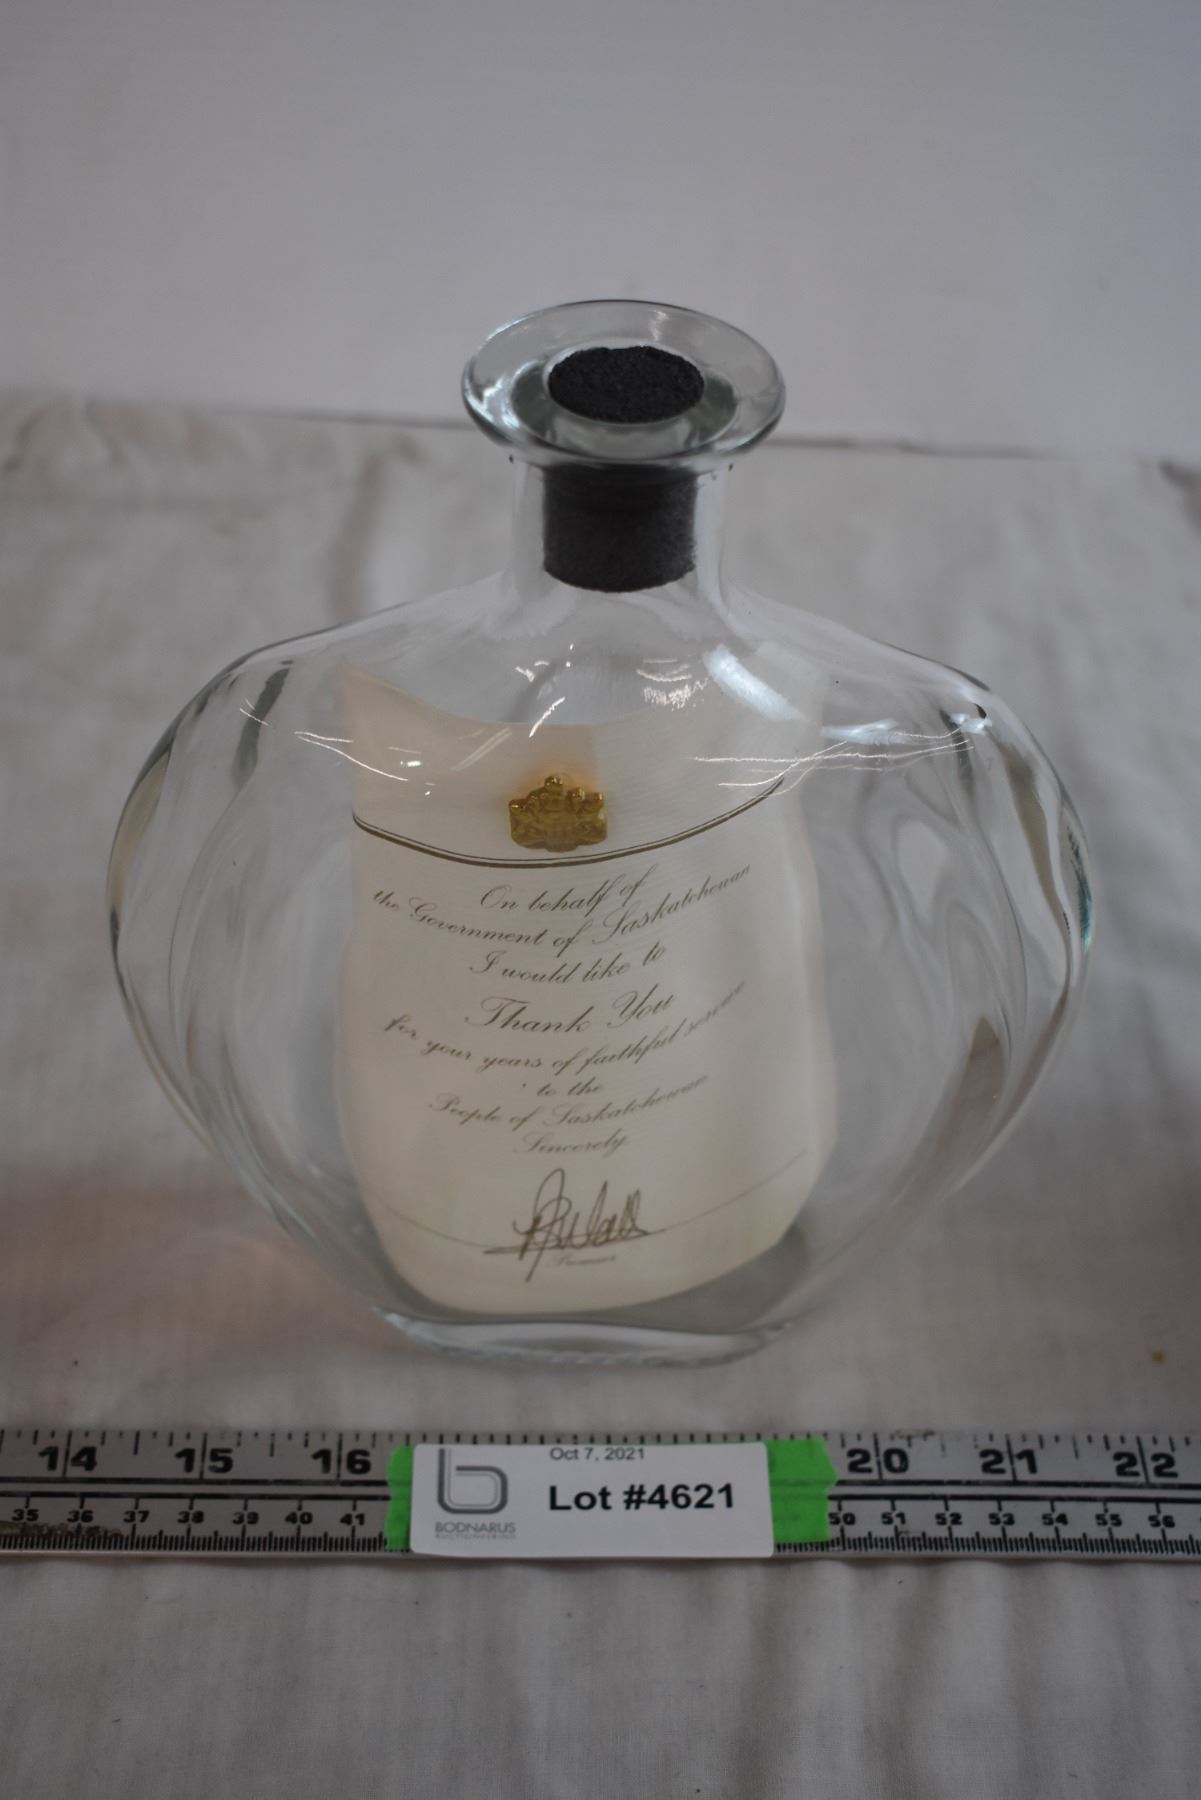 On behalf of
the Government of Saskatchewan
I would like to
Thank You
for your years of faithful service
to the
People of Saskatchewan
Sincerely
Premier
14 15 16 20 21 22
35 36 37 38 39 40 41 50 51 52 53 54 55 56
Oct 7, 2021
Lot #4621
BODNARUS
AUCTIONEERING